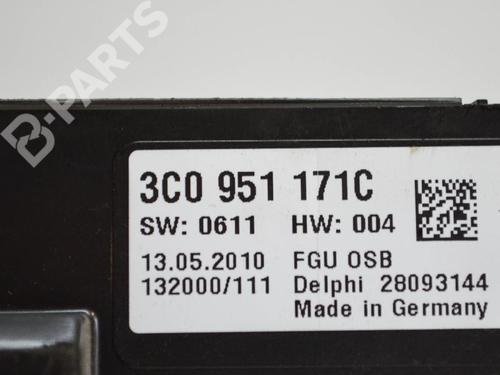 B-PARTS
3C0 951 171C
SW: 0611 HW: 004
13.05.2010 FGU OSB
132000/111 Delphi 28093144
Made in Germany